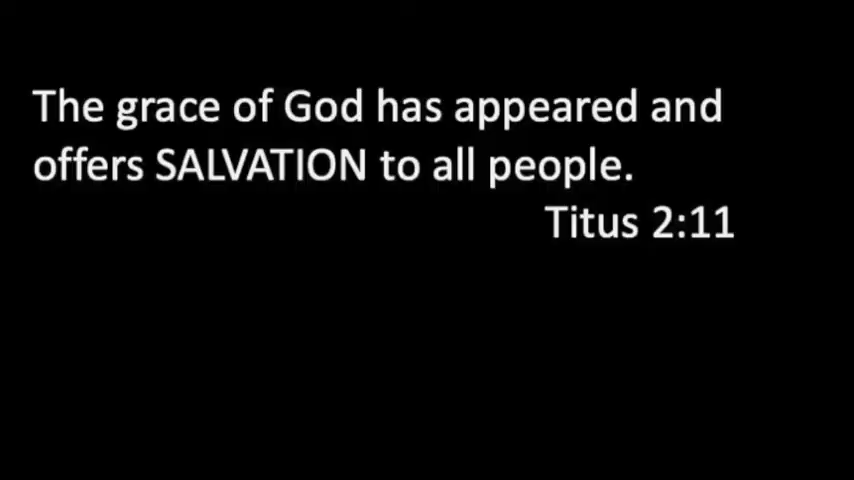 The grace of God has appeared and
offers SALVATION to all people.
Titus 2:11